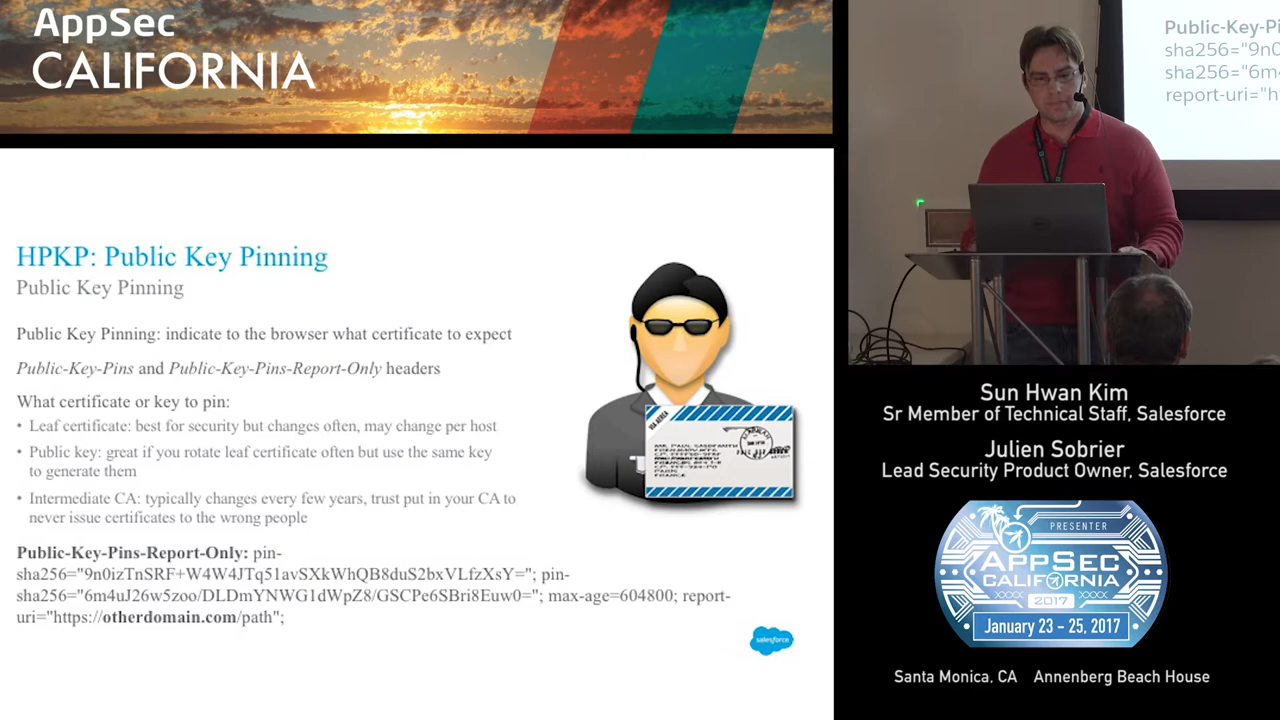 AppSec
CALIFORNIA
HPKP: Public Key Pinning
Public Key Pinning
Public Key Pinning: indicate to the browser what certificate to expect
Public-Key-Pins and Public-Key-Pins-Report-Only headers
What certificate or key to pin:
• Leaf certificate: best for security but changes often, may change per host
• Public key: great if you rotate leaf certificate often but use the same key
to generate them
• Intermediate CA: typically changes every few years, trust put in your CA to
never issue certificates to the wrong people
Public-Key-Pins-Report-Only: pin-
sha256="9n0izTnSRF+W4W4JTq51avSXkWhQB8duS2bxVLfzXsY="; pin-
sha256="6m4uJ26w5zoo/DLDmYNWG1dWpZ8/GSCPe6SBri8Euw0="; max-age=604800; report-
uri="https://otherdomain.com/path";
salesforce
VIA AEREA
Public-Key-Pi
sha256="9n0
sha256="6m4
report-uri="h
Sun Hwan Kim
Sr Member of Technical Staff, Salesforce
Julien Sobrier
Lead Security Product Owner, Salesforce
PRESENTER
APPSEC
CALIFORNIA
2017
January 23 - 25, 2017
Santa Monica, CA Annenberg Beach House